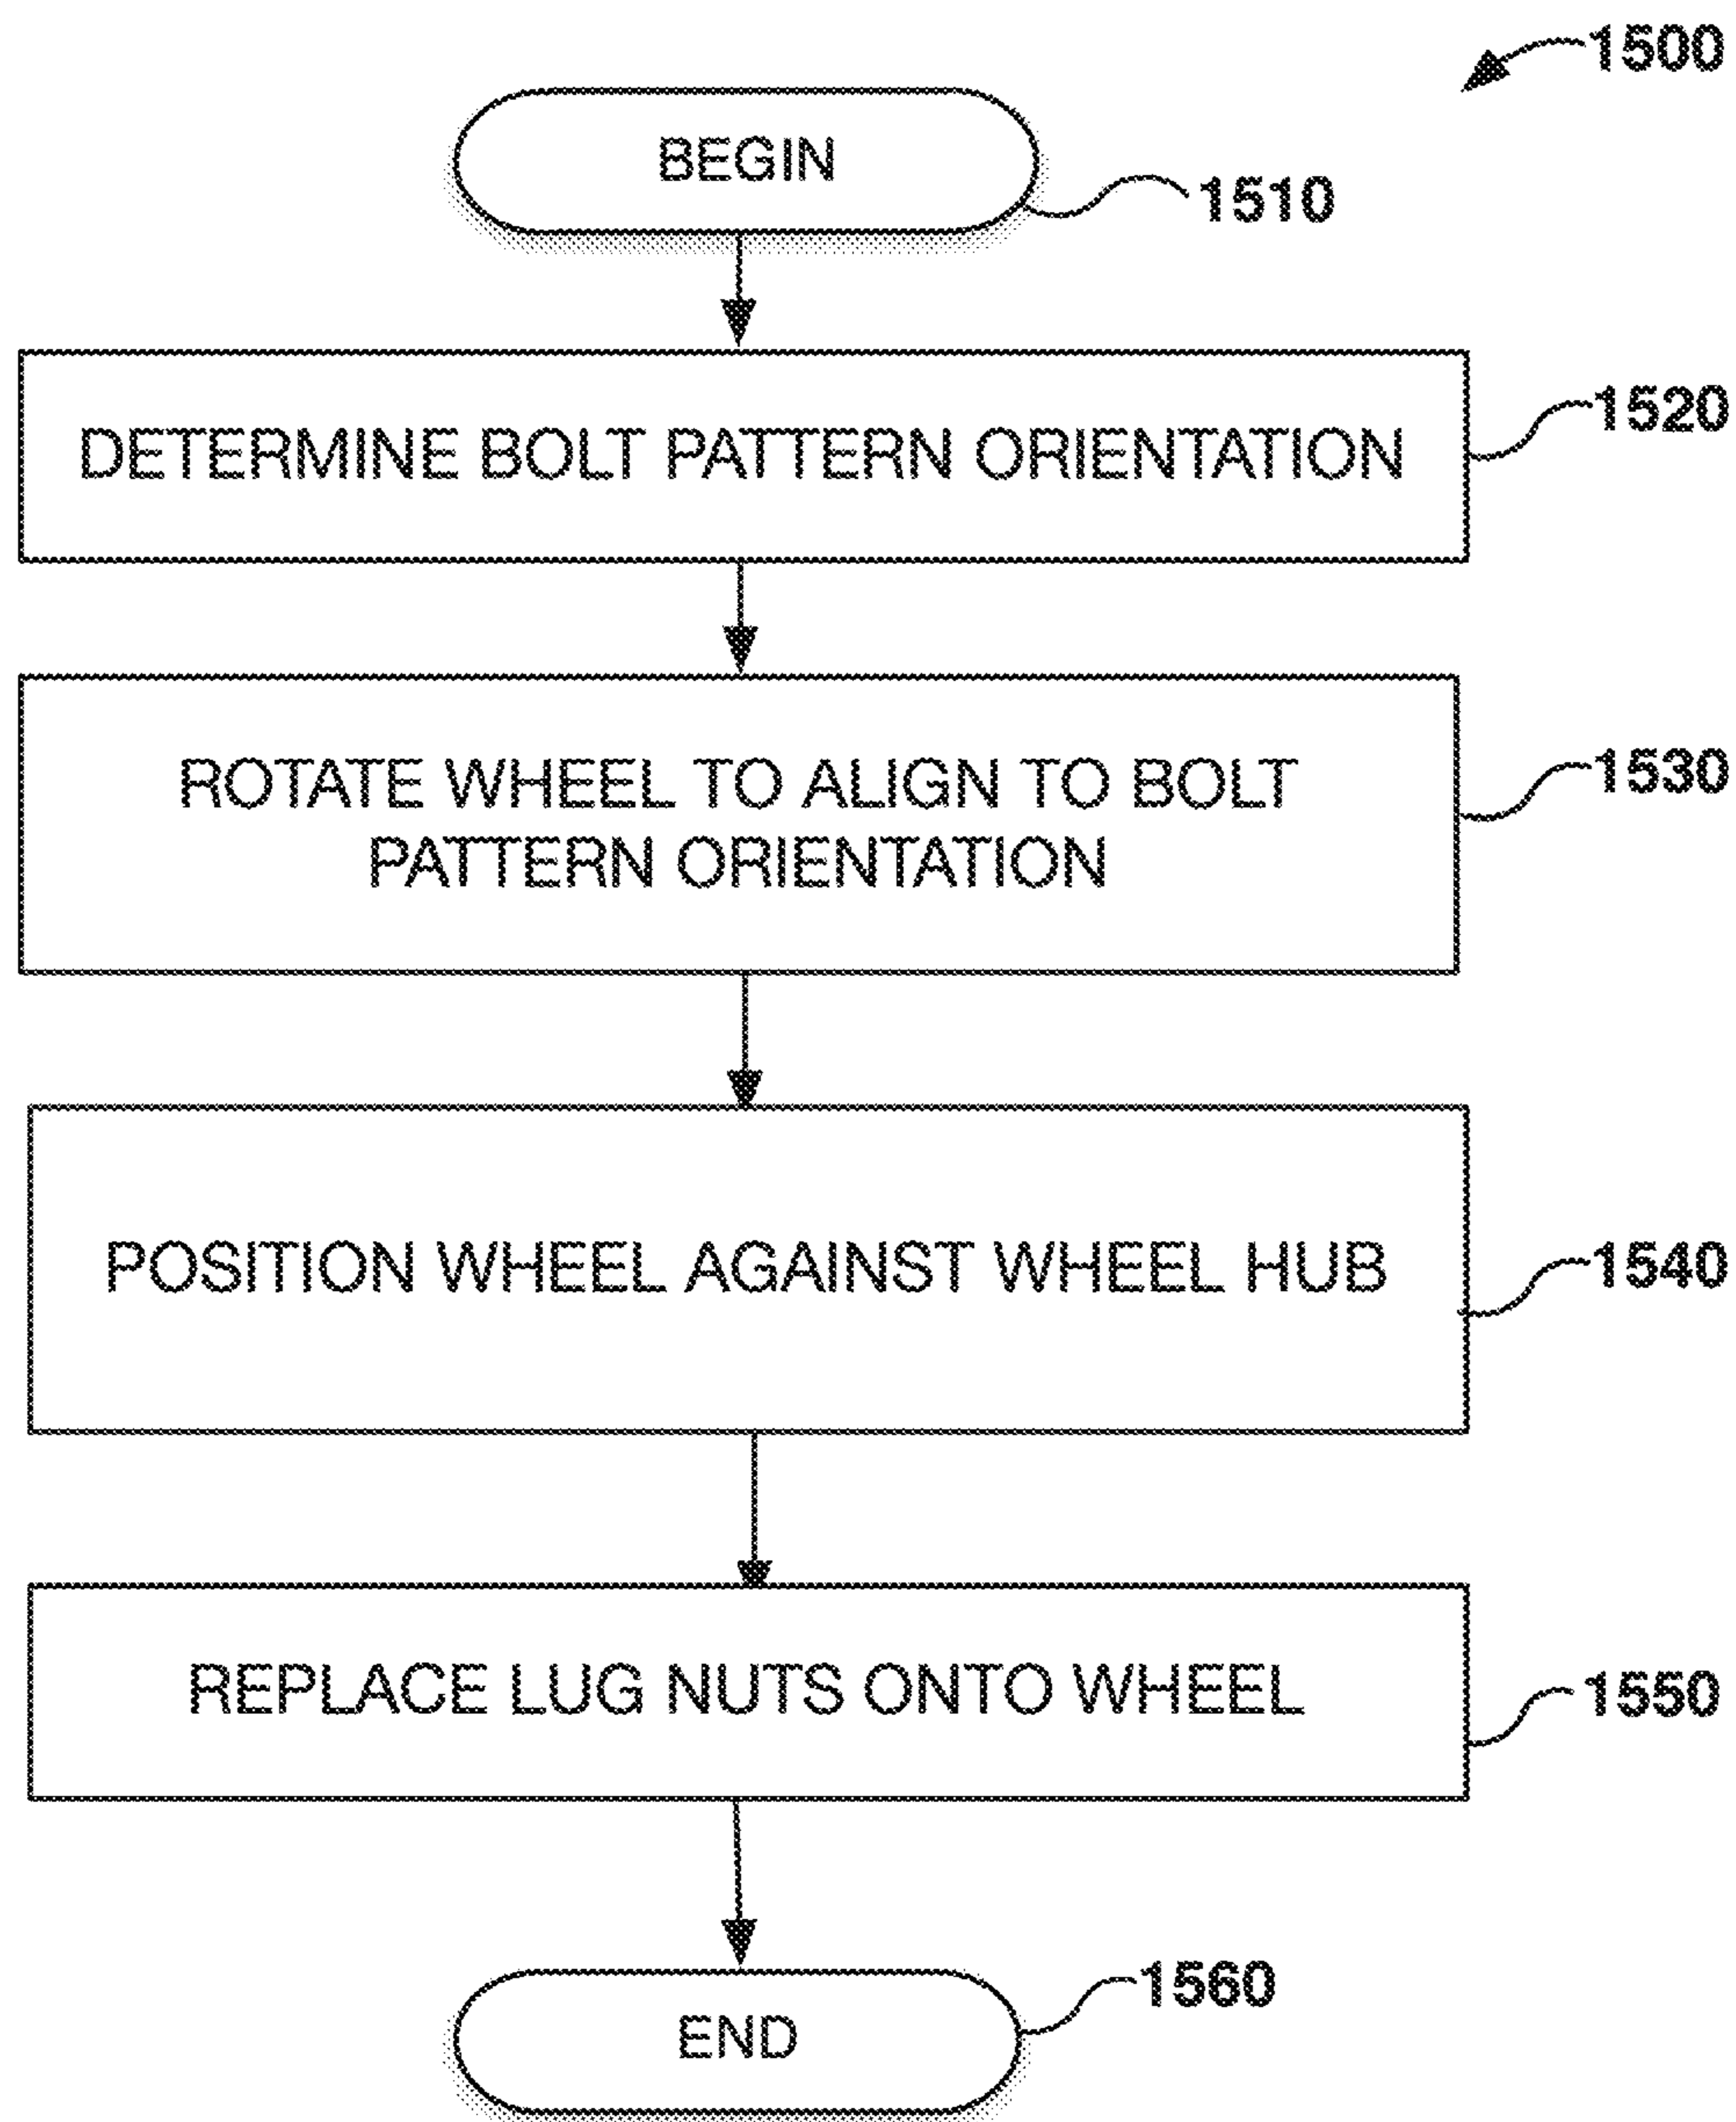 1500
BEGIN
1510
DETERMINE BOLT PATTERN ORIENTATION
1520
ROTATE WHEEL TO ALIGN TO BOLT
PATTERN ORIENTATION
1530
POSITION WHEEL AGAINST WHEEL HUB
1540
REPLACE LUG NUTS ONTO WHEEL
1550
END
1560